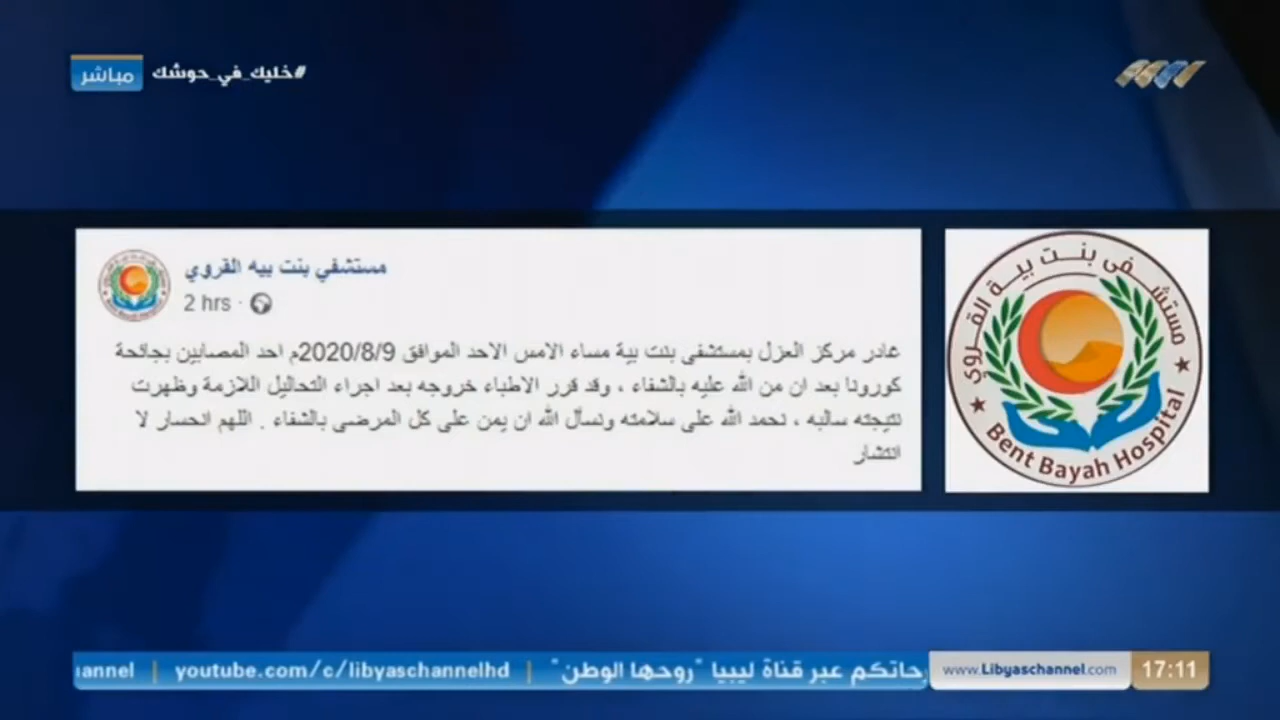 مباشر
#خليك_في_حوشك
مستشفي بنت بيه القروي
2 hrs ·
غادر مركز العزل بمستشفى بنت بية مساء الامس الاحد الموافق 2020/8/9م احد المصابين بجائحة
كورونا بعد ان من الله عليه بالشفاء ، وقد قرر الاطباء خروجه بعد اجراء التحاليل اللازمة وظهرت
نتيجته سالبه ، نحمد الله على سلامته ونسأل الله ان يمن على كل المرضى بالشفاء . اللهم انحسار لا
انتشار
مستشفى بنت بية القروي
Bent Bayah Hospital
annel | youtube.com/c/libyaschannelhd | "رحاتكم عبر قناة ليبيا "روحها الوطن
www.Libyaschannel.com
17:11